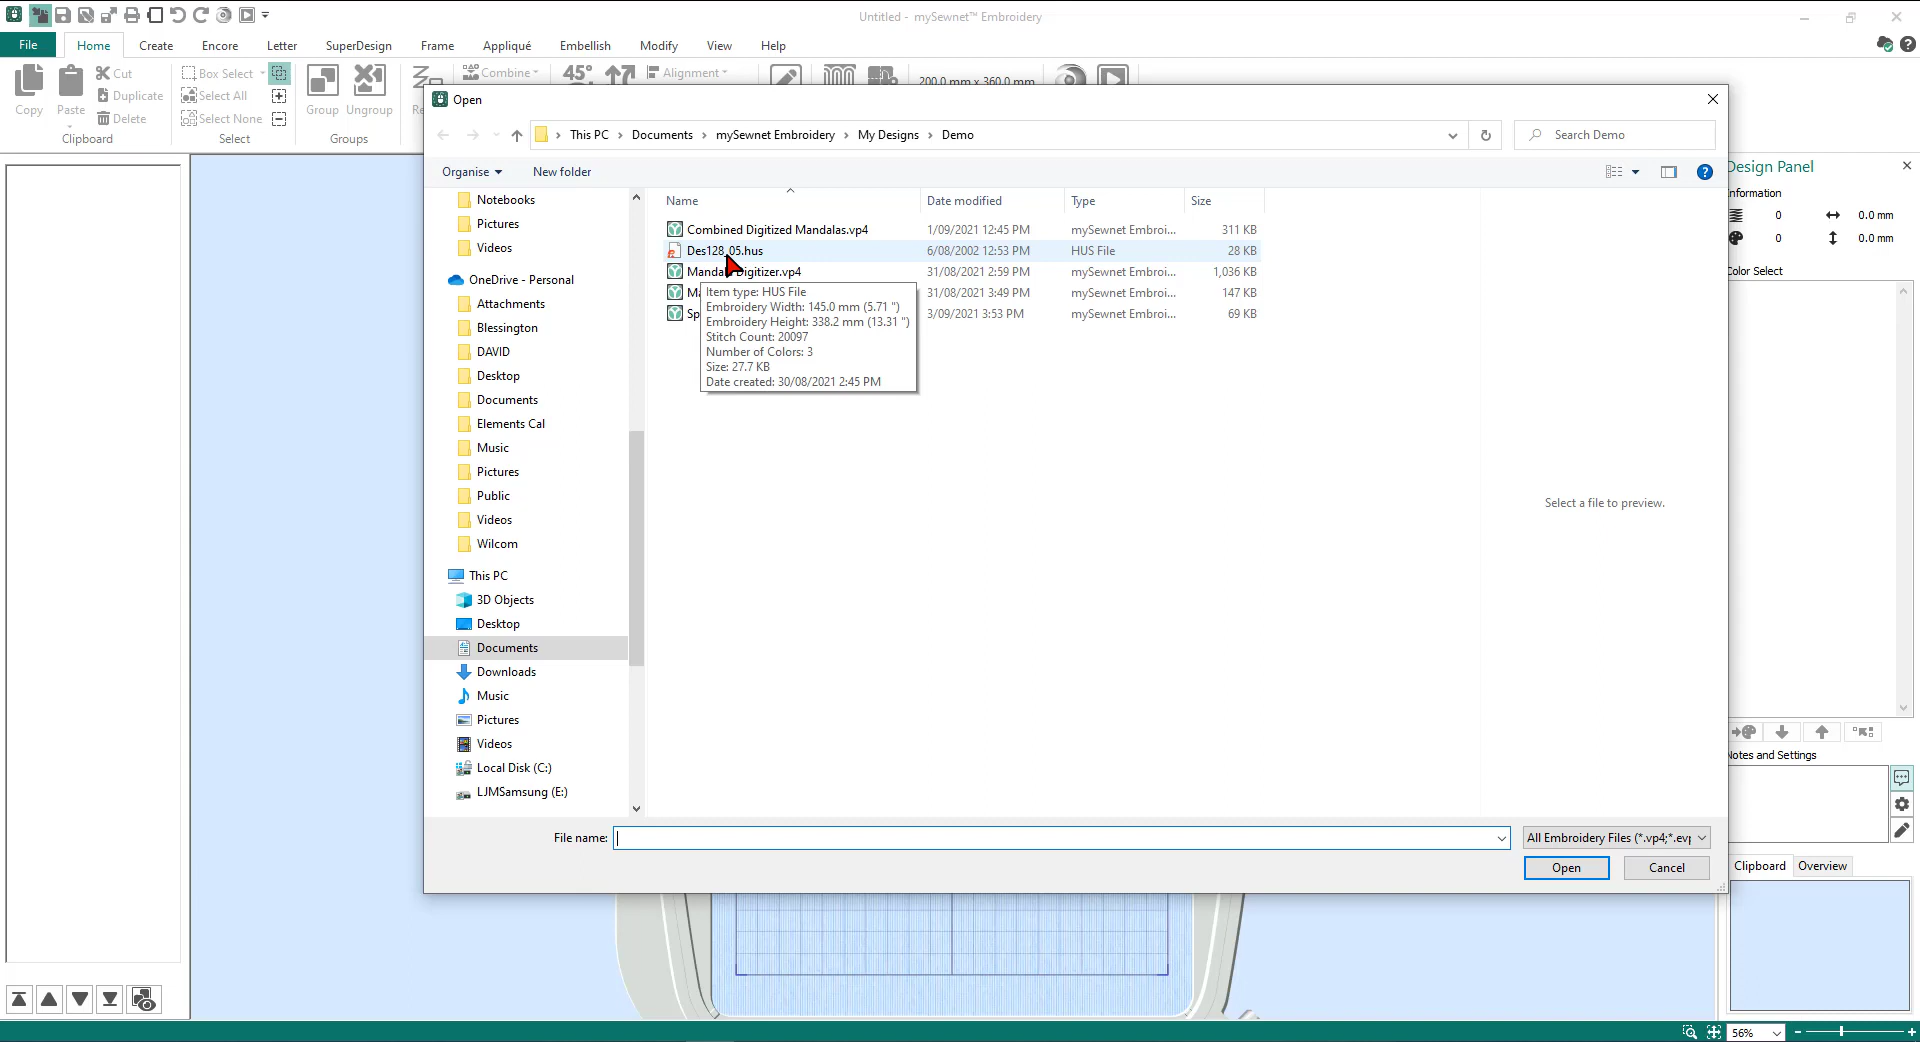 Untitled - mySewnet™ Embroidery
File
Home
Create
Encore
Letter
SuperDesign
Frame
Appliqué
Embellish
Modify
View
Help
Copy
Paste
Cut
Duplicate
Delete
Clipboard
Box Select
Select All
Select None
Select
Group
Ungroup
Groups
Combine
45°
Alignment
200.0 mm x 360.0 mm
Open
This PC
Documents
mySewnet Embroidery
My Designs
Demo
Search Demo
Organise
New folder
Notebooks
Pictures
Videos
OneDrive - Personal
Attachments
Blessington
DAVID
Desktop
Documents
Elements Cal
Music
Pictures
Public
Videos
Wilcom
This PC
3D Objects
Desktop
Documents
Downloads
Music
Pictures
Videos
Local Disk (C:)
LJMSamsung (E:)
Name Date modified Type Size
Combined Digitized Mandalas.vp4 1/09/2021 12:45 PM mySewnet Embroi... 311 KB
Des128_05.hus 6/08/2002 12:53 PM HUS File 28 KB
Mandala Digitizer.vp4 31/08/2021 2:59 PM mySewnet Embroi... 1,036 KB
Ma 31/08/2021 3:49 PM mySewnet Embroi... 147 KB
Sp 3/09/2021 3:53 PM mySewnet Embroi... 69 KB
Item type: HUS File
Embroidery Width: 145.0 mm (5.71 ")
Embroidery Height: 338.2 mm (13.31 ")
Stitch Count: 20097
Number of Colors: 3
Size: 27.7 KB
Date created: 30/08/2021 2:45 PM
Select a file to preview.
File name:
All Embroidery Files (*.vp4;*.evp
Open
Cancel
Design Panel
Information
0 0.0 mm
0 0.0 mm
Color Select
Notes and Settings
Clipboard
Overview
56%